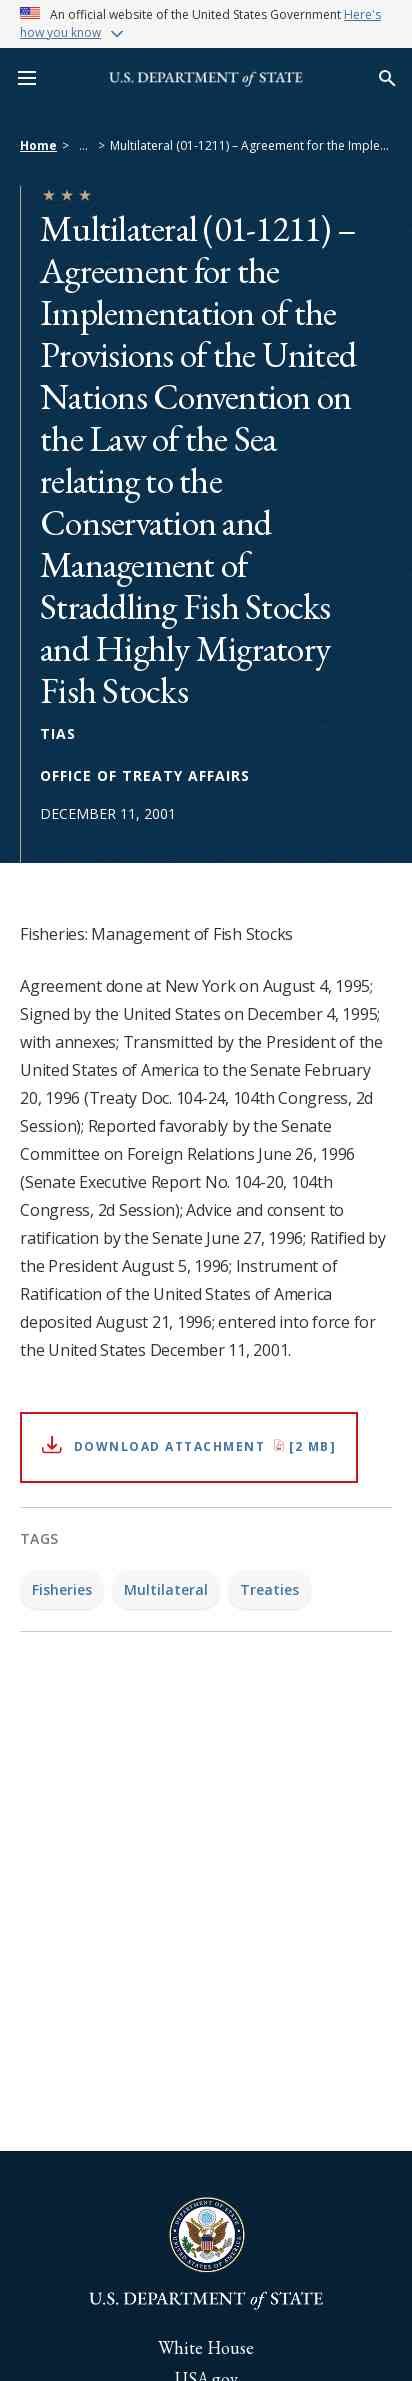 An official website of the United States Government Here's
how you know
U.S. DEPARTMENT of STATE
Home > ... > Multilateral (01-1211) – Agreement for the Imple...
Multilateral (01-1211) –
Agreement for the
Implementation of the
Provisions of the United
Nations Convention on
the Law of the Sea
relating to the
Conservation and
Management of
Straddling Fish Stocks
and Highly Migratory
Fish Stocks
TIAS
OFFICE OF TREATY AFFAIRS
DECEMBER 11, 2001
Fisheries: Management of Fish Stocks
Agreement done at New York on August 4, 1995;
Signed by the United States on December 4, 1995;
with annexes; Transmitted by the President of the
United States of America to the Senate February
20, 1996 (Treaty Doc. 104-24, 104th Congress, 2d
Session); Reported favorably by the Senate
Committee on Foreign Relations June 26, 1996
(Senate Executive Report No. 104-20, 104th
Congress, 2d Session); Advice and consent to
ratification by the Senate June 27, 1996; Ratified by
the President August 5, 1996; Instrument of
Ratification of the United States of America
deposited August 21, 1996; entered into force for
the United States December 11, 2001.
DOWNLOAD ATTACHMENT [2 MB]
TAGS
Fisheries Multilateral Treaties
U.S. DEPARTMENT of STATE
White House
USA.gov